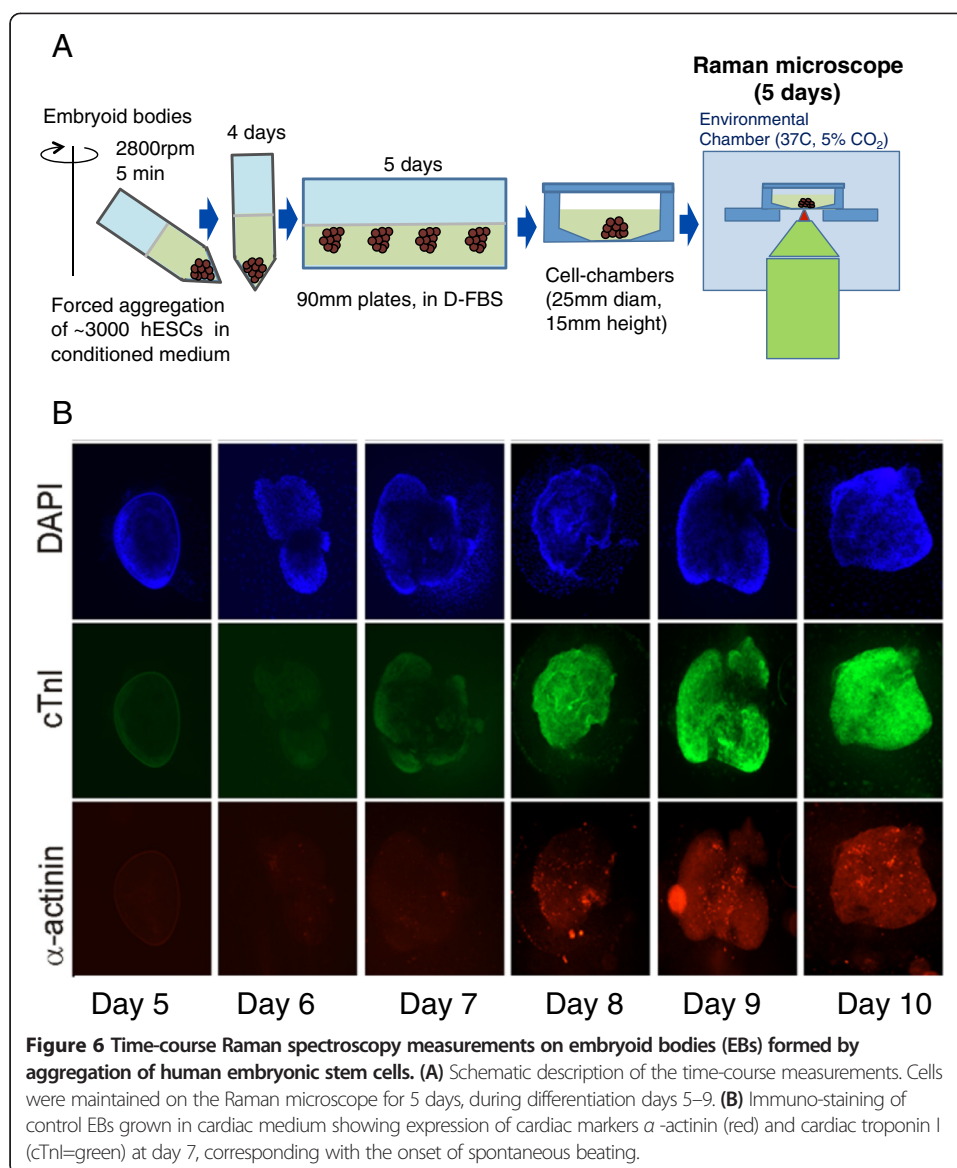 A
Raman microscope
(5 days)
Embryoid bodies
2800rpm
5 min
4 days
5 days
Environmental
Chamber (37C, 5% CO₂)
Forced aggregation
of ~3000 hESCs in
conditioned medium
90mm plates, in D-FBS
Cell-chambers
(25mm diam,
15mm height)
B
DAPI
cTnI
α-actinin
Day 5 Day 6 Day 7 Day 8 Day 9 Day 10
Figure 6 Time-course Raman spectroscopy measurements on embryoid bodies (EBs) formed by
aggregation of human embryonic stem cells. (A) Schematic description of the time-course measurements. Cells
were maintained on the Raman microscope for 5 days, during differentiation days 5–9. (B) Immuno-staining of
control EBs grown in cardiac medium showing expression of cardiac markers α -actinin (red) and cardiac troponin I
(cTnI=green) at day 7, corresponding with the onset of spontaneous beating.